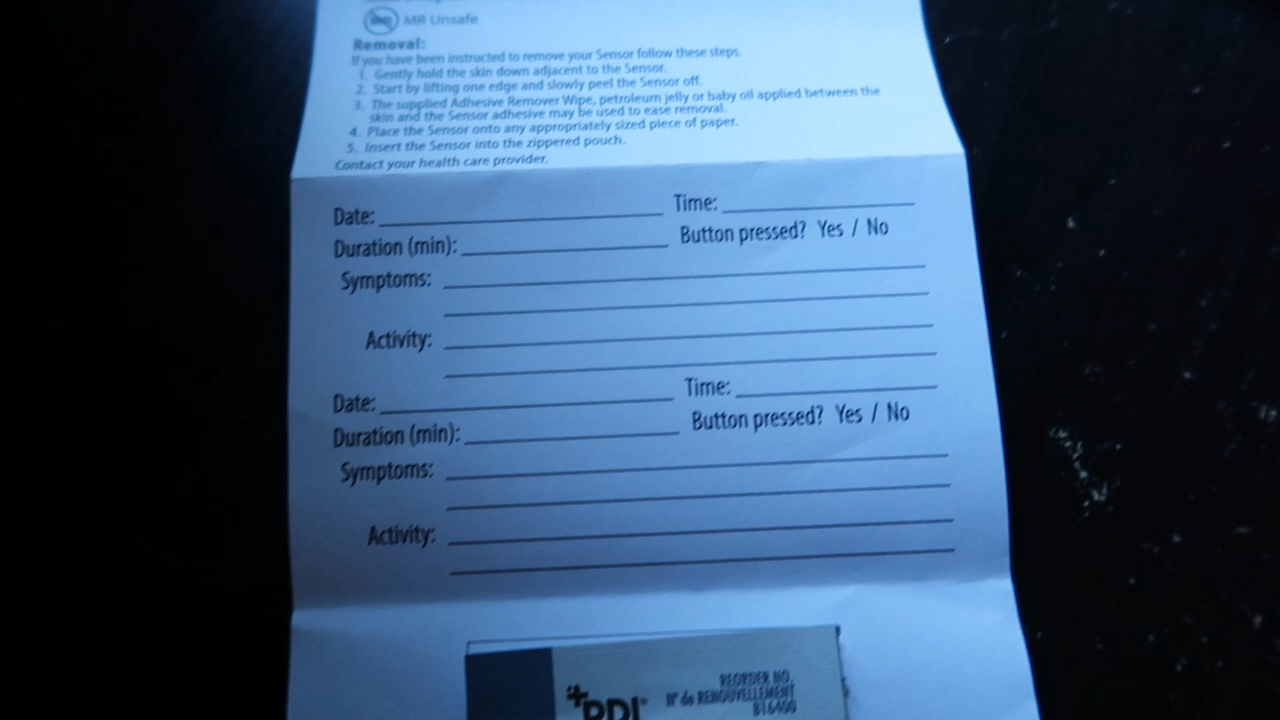 MR Unsafe
Removal:
If you have been instructed to remove your Sensor follow these steps.
1. Gently hold the skin down adjacent to the Sensor.
2. Start by lifting one edge and slowly peel the Sensor off.
3. The supplied Adhesive Remover Wipe, petroleum jelly or baby oil applied between the
skin and the Sensor adhesive may be used to ease removal.
4. Place the Sensor onto any appropriately sized piece of paper.
5. Insert the Sensor into the zippered pouch.
Contact your health care provider.
Date: Time:
Duration (min): Button pressed? Yes / No
Symptoms:
Activity:
Date: Time:
Duration (min): Button pressed? Yes / No
Symptoms:
Activity:
REORDER NO.
PDI® N° de RENOUVELLEMENT
B16400